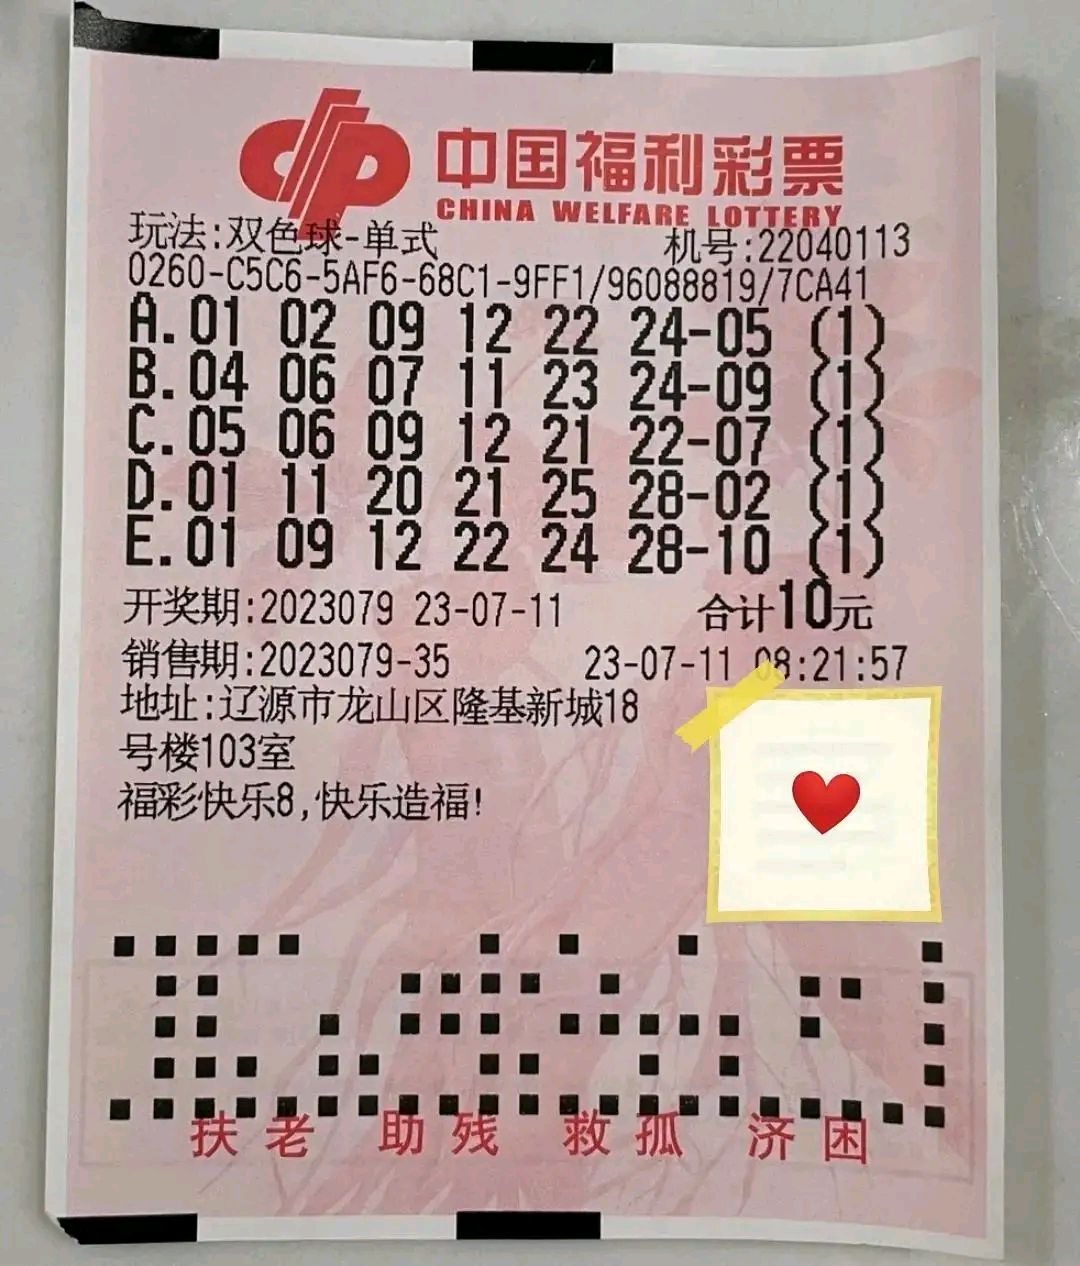 中国福利彩票
CHINA WELFARE LOTTERY
玩法:双色球-单式 机号:22040113
0260-C5C6-5AF6-68C1-9FF1/96088819/7CA41
A.01 02 09 12 22 24-05 (1)
B.04 06 07 11 23 24-09 (1)
C.05 06 09 12 21 22-07 (1)
D.01 11 20 21 25 28-02 (1)
E.01 09 12 22 24 28-10 (1)
开奖期:2023079 23-07-11 合计10元
销售期:2023079-35 23-07-11 08:21:57
地址:辽源市龙山区隆基新城18
号楼103室
福彩快乐8,快乐造福!
扶老 助残 救孤 济困